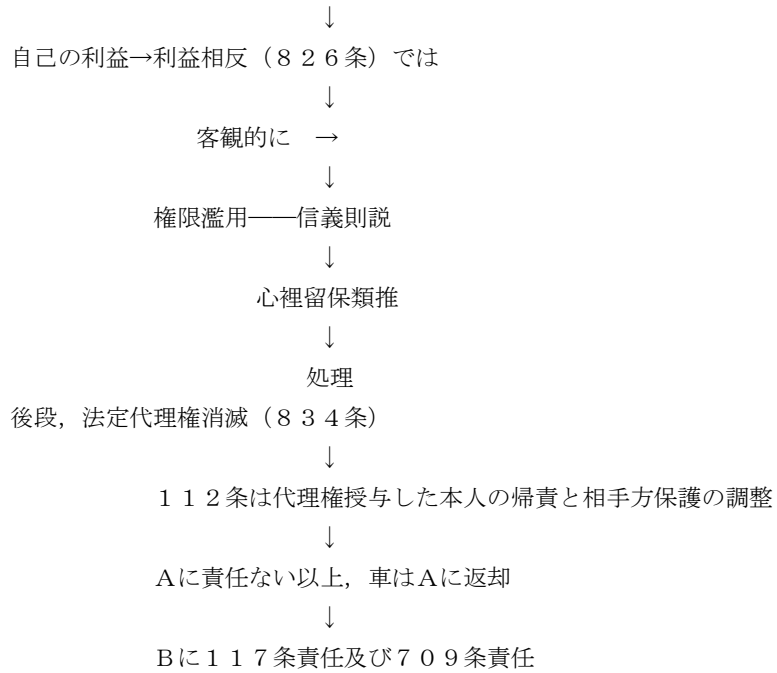 ↓
自己の利益→利益相反(826条)では
↓
客観的に　→
↓
権限濫用――信義則説
↓
心裡留保類推
↓
処理
後段,法定代理権消滅(834条)
↓
112条は代理権授与した本人の帰責と相手方保護の調整
↓
Aに責任ない以上,車はAに返却
↓
Bに117条責任及び709条責任